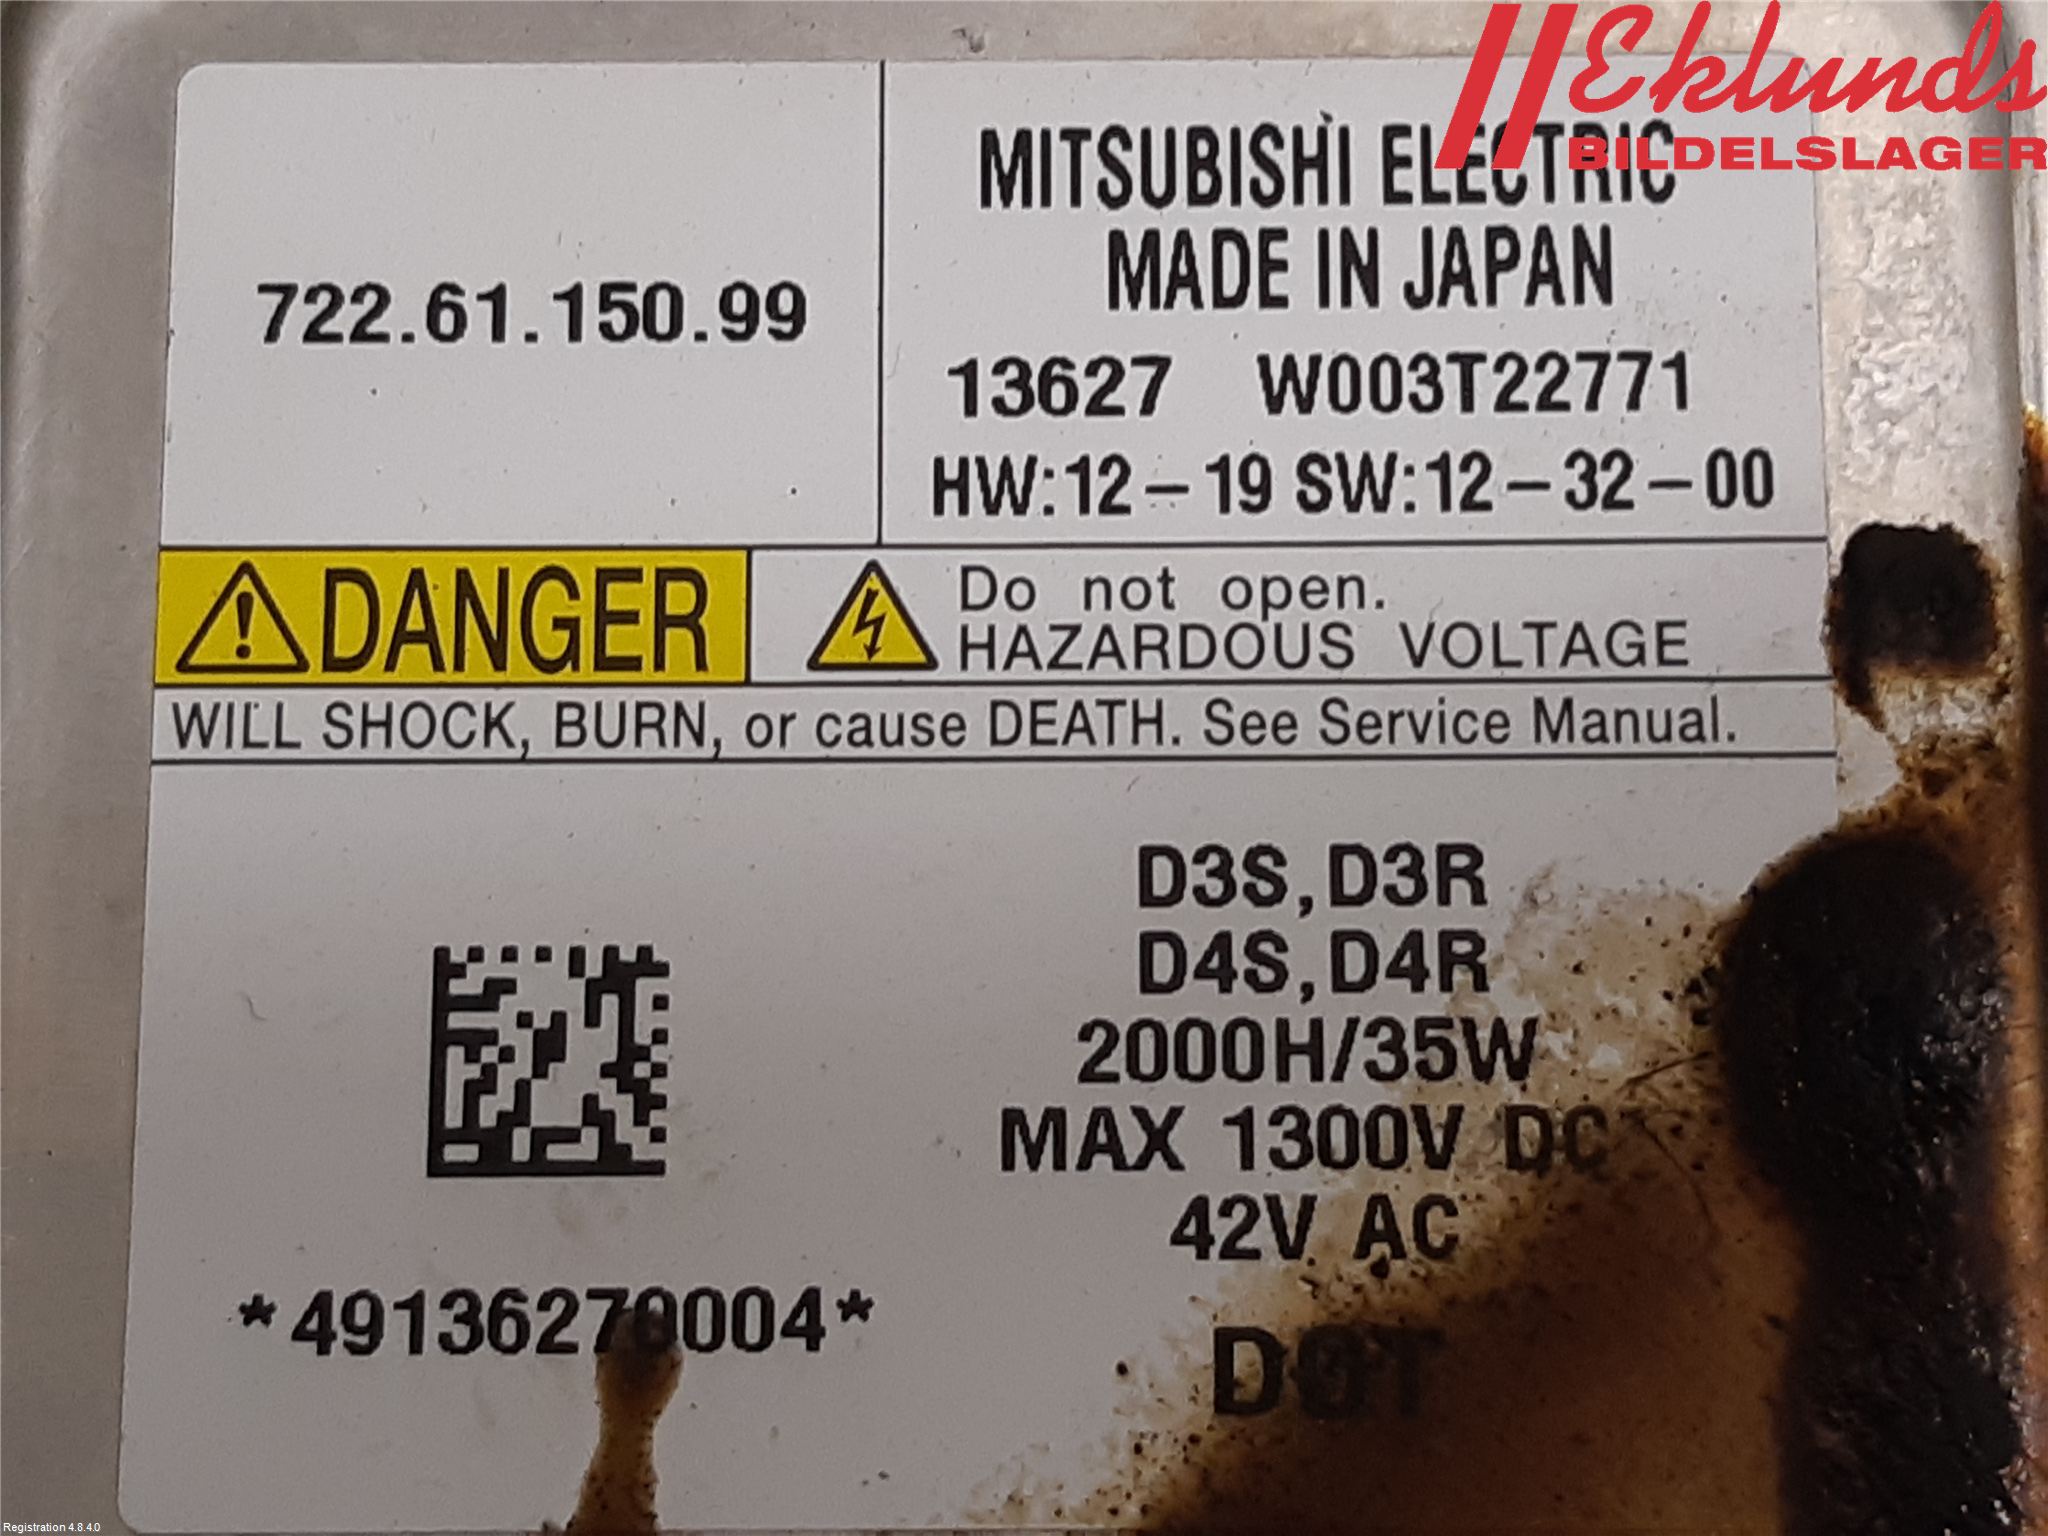 Eklunds
BILDELSLAGER
722.61.150.99
MITSUBISHI ELECTRIC
MADE IN JAPAN
13627 W003T22771
HW:12-19 SW:12-32-00
DANGER
Do not open.
HAZARDOUS VOLTAGE
WILL SHOCK, BURN, or cause DEATH. See Service Manual.
D3S,D3R
D4S,D4R
2000H/35W
MAX 1300V DC
42V AC
*49136270004*
DOT
Registration 4.8.4.0